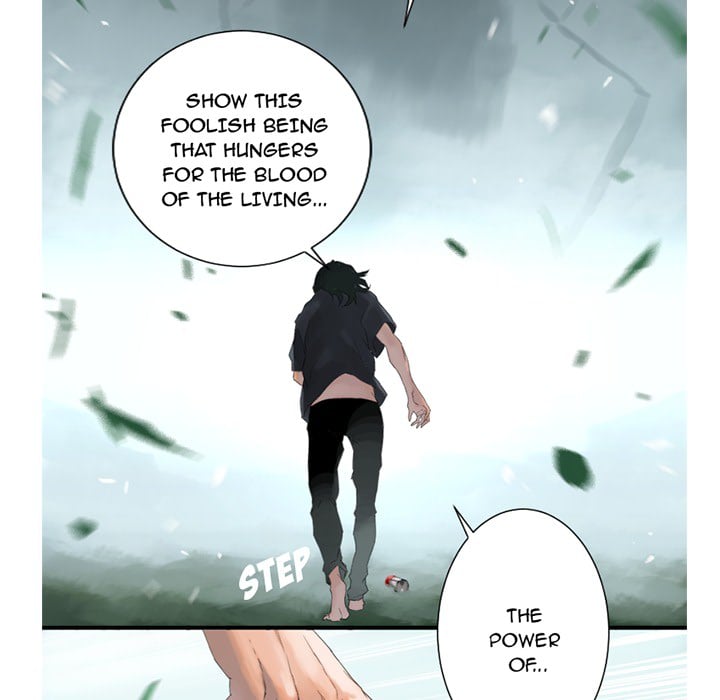 SHOW THIS
FOOLISH BEING
THAT HUNGERS
FOR THE BLOOD
OF THE LIVING...
STEP
THE
POWER
OF...